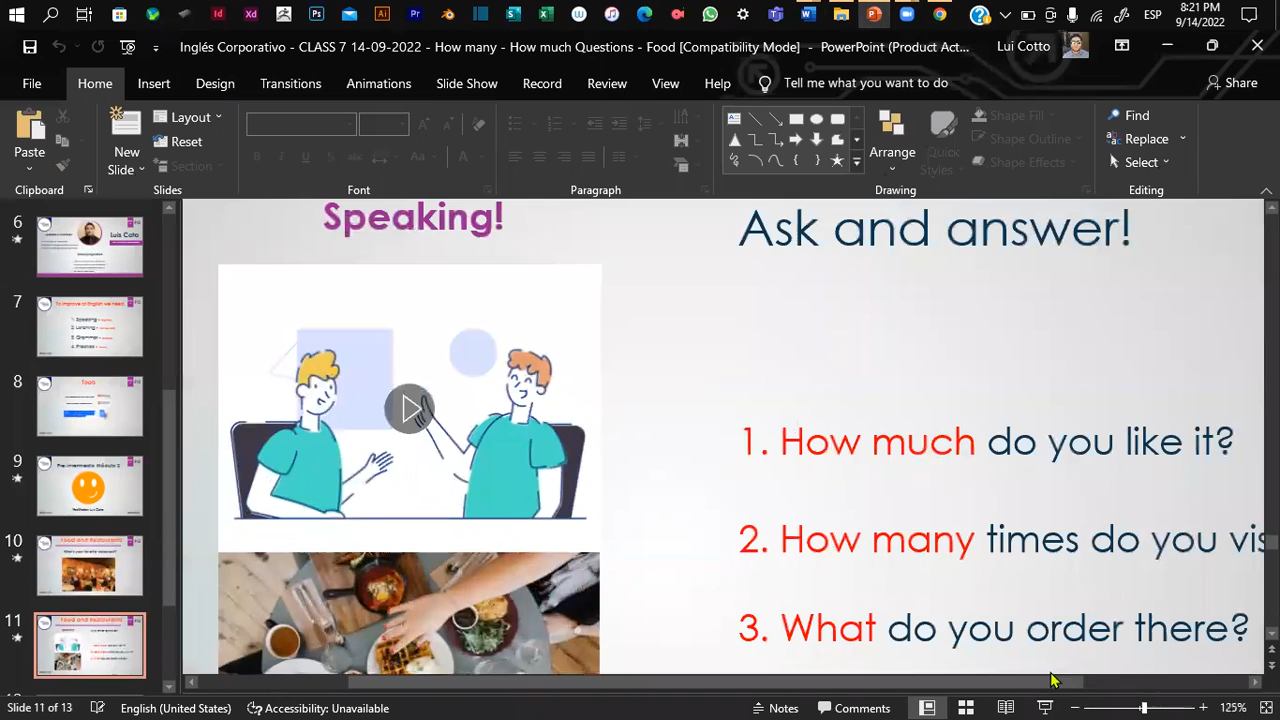 8:21 PM
ESP
9/14/2022
Inglés Corporativo - CLASS 7 14-09-2022 - How many - How much Questions - Food [Compatibility Mode] - PowerPoint (Product Act...
Lui Cotto
File Home Insert Design Transitions Animations Slide Show Record Review View Help Tell me what you want to do Share
Paste
New Slide
Layout
Reset
Section
Arrange
Quick Styles
Shape Fill
Shape Outline
Shape Effects
Find
Replace
Select
Clipboard Slides Font Paragraph Drawing Editing
6
7
8
9
10
11
Speaking!
Ask and answer!
1. How much do you like it?
2. How many times do you vis
3. What do you order there?
Slide 11 of 13 English (United States) Accessibility: Unavailable Notes Comments 125%